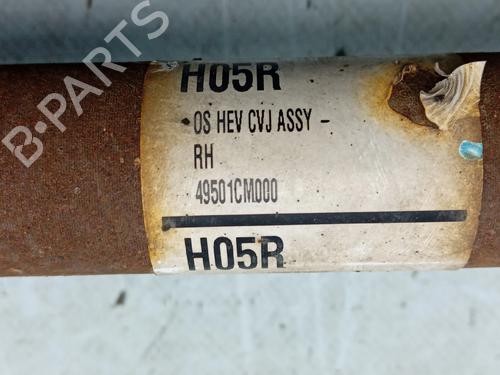 B-PARTS
H05R
- OS HEV CVJ ASSY -
RH
49501CM000
H05R